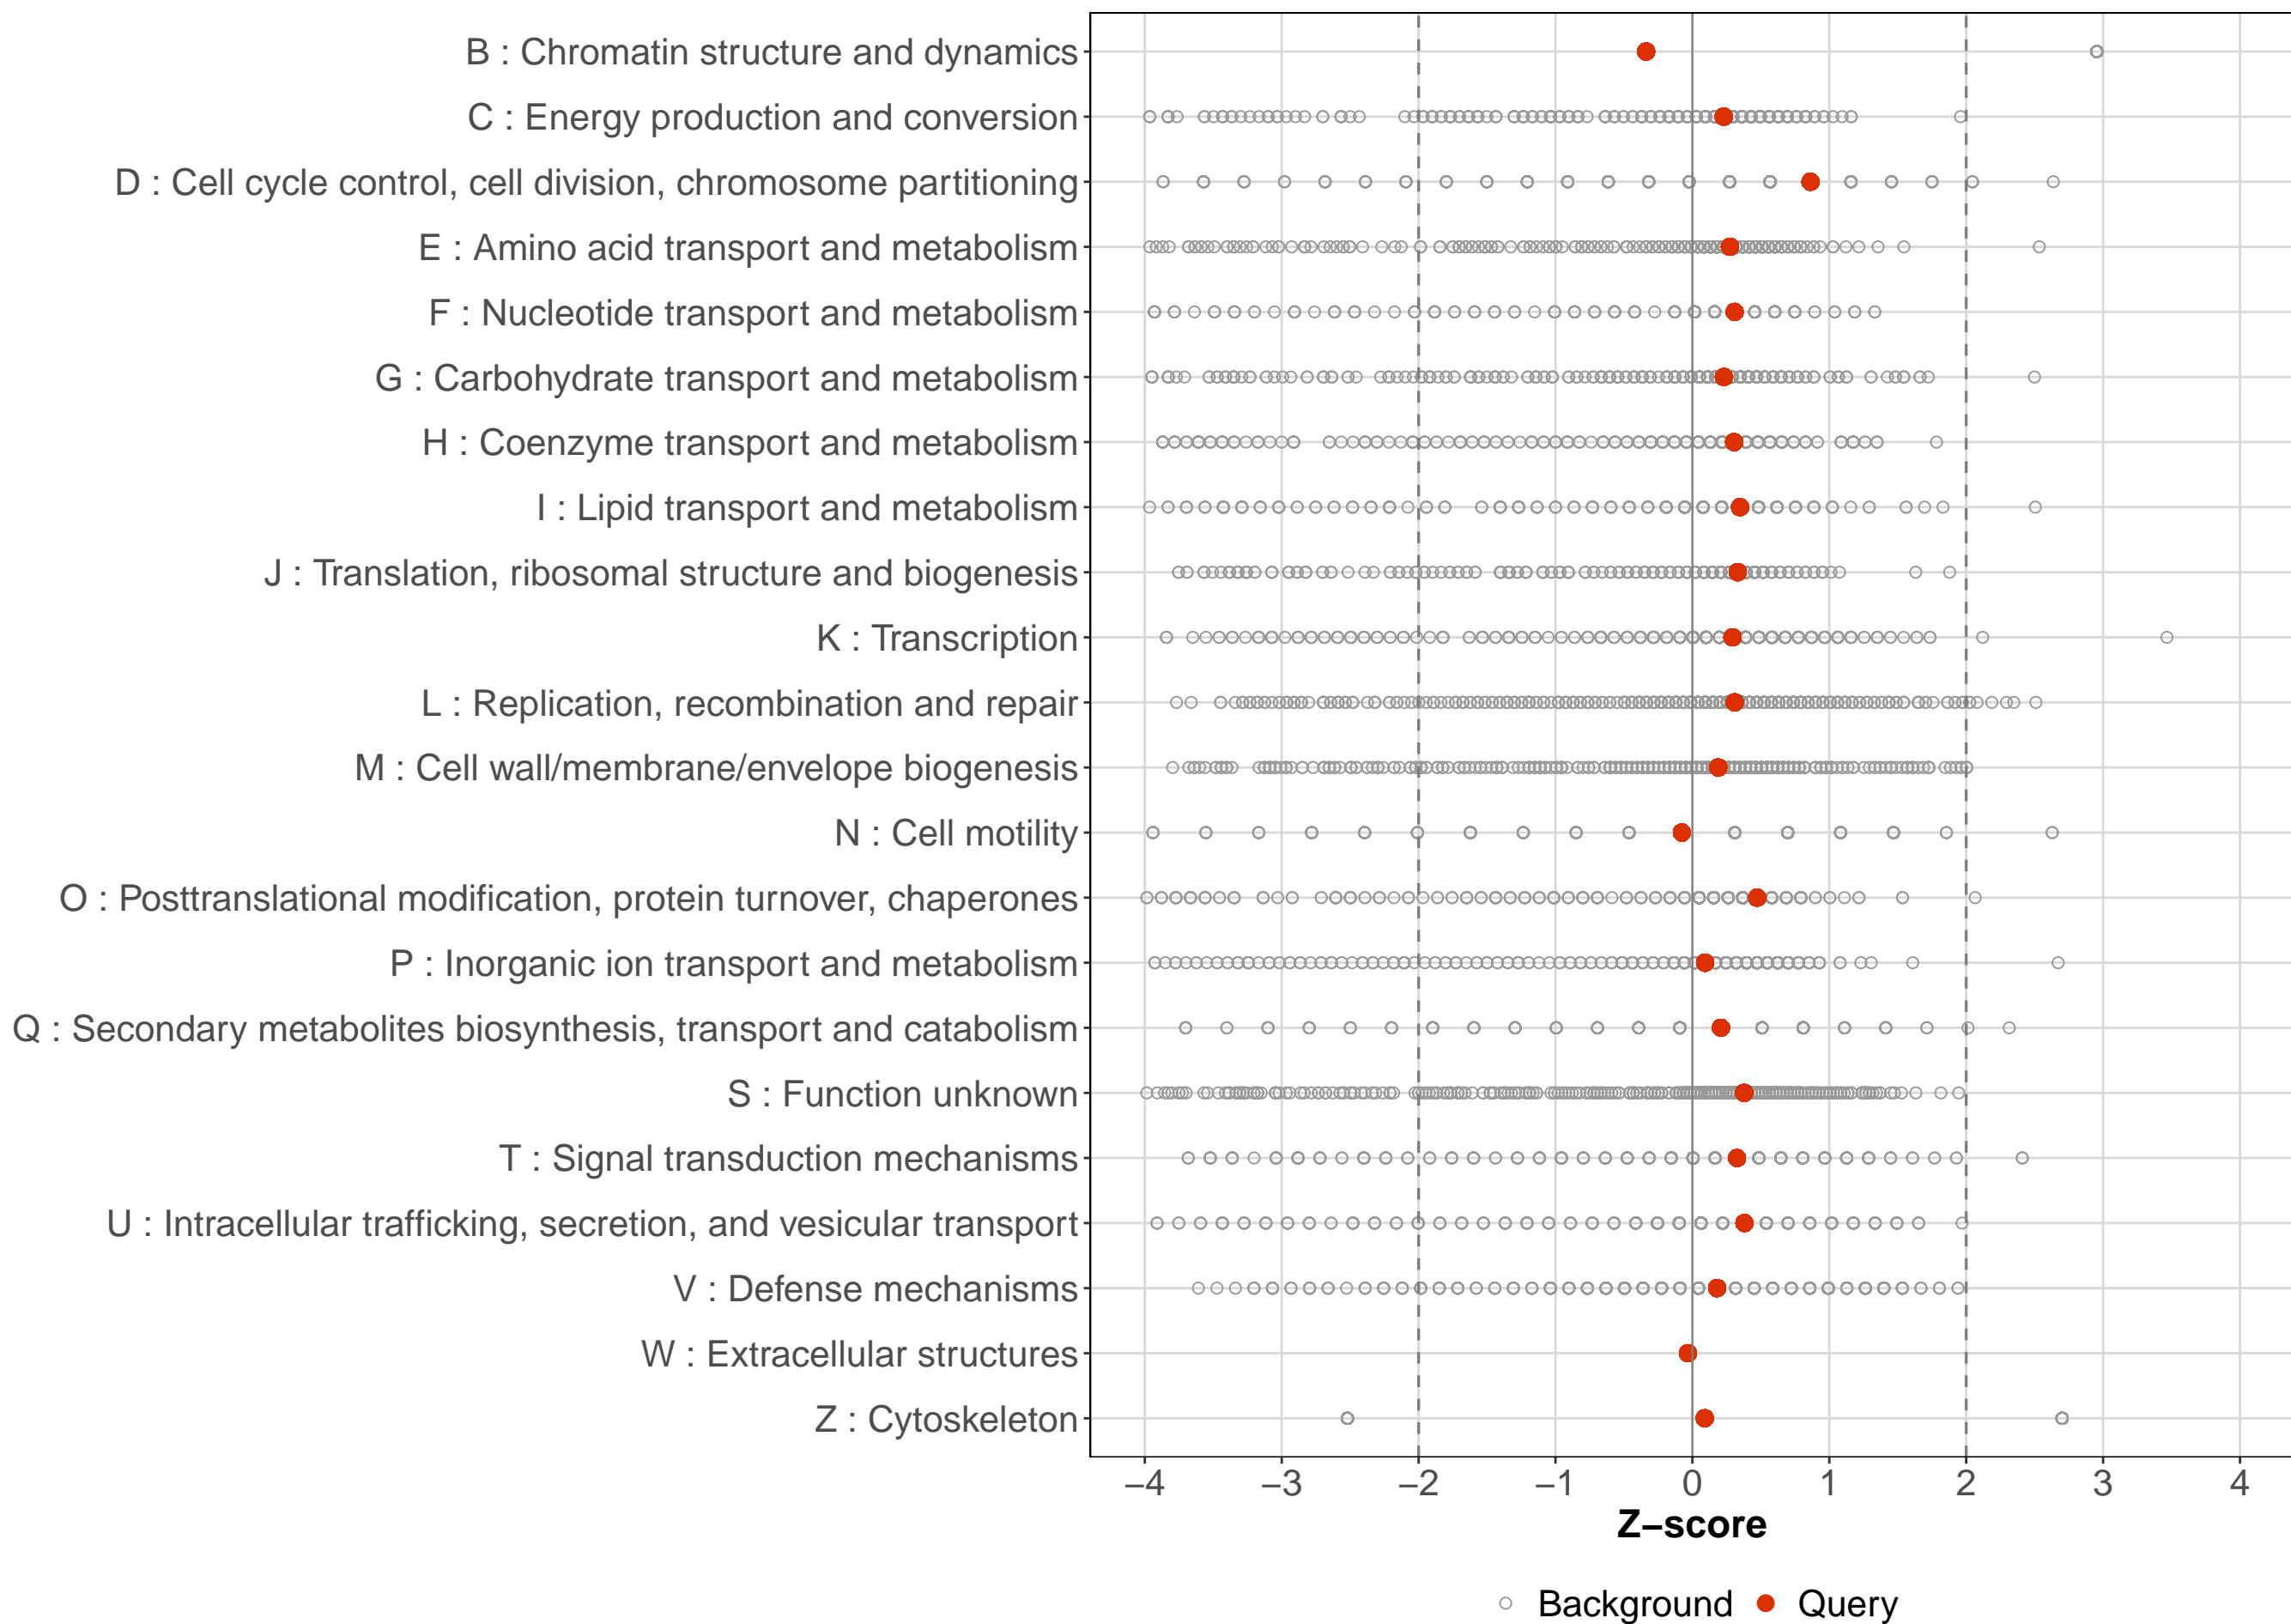 B : Chromatin structure and dynamics
C : Energy production and conversion
D : Cell cycle control, cell division, chromosome partitioning
E : Amino acid transport and metabolism
F : Nucleotide transport and metabolism
G : Carbohydrate transport and metabolism
H : Coenzyme transport and metabolism
I : Lipid transport and metabolism
J : Translation, ribosomal structure and biogenesis
K : Transcription
L : Replication, recombination and repair
M : Cell wall/membrane/envelope biogenesis
N : Cell motility
O : Posttranslational modification, protein turnover, chaperones
P : Inorganic ion transport and metabolism
Q : Secondary metabolites biosynthesis, transport and catabolism
S : Function unknown
T : Signal transduction mechanisms
U : Intracellular trafficking, secretion, and vesicular transport
V : Defense mechanisms
W : Extracellular structures
Z : Cytoskeleton
−4 −3 −2 −1 0 1 2 3 4
Z−score
Background Query